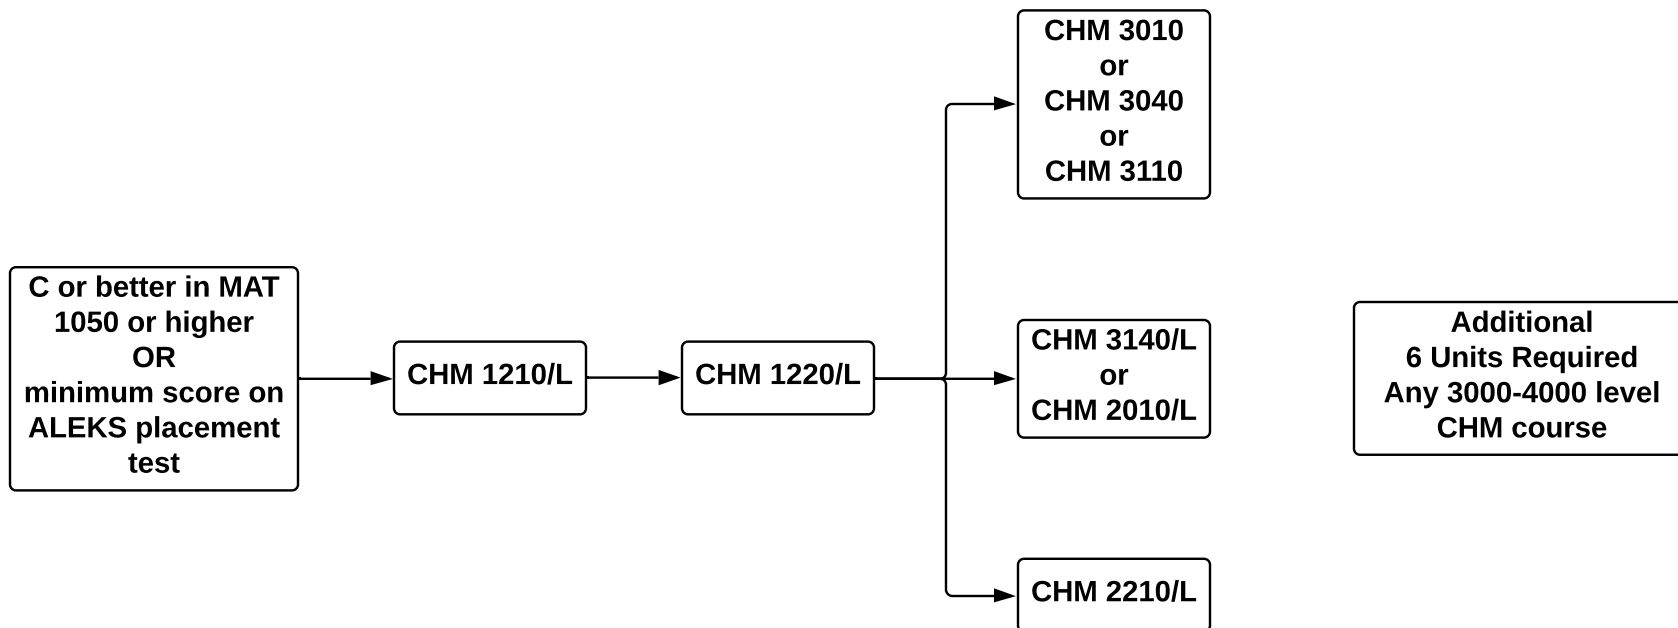 C or better in MAT
1050 or higher
OR
minimum score on
ALEKS placement
test
CHM 1210/L
CHM 1220/L
CHM 3010
or
CHM 3040
or
CHM 3110
CHM 3140/L
or
CHM 2010/L
CHM 2210/L
Additional
6 Units Required
Any 3000-4000 level
CHM course